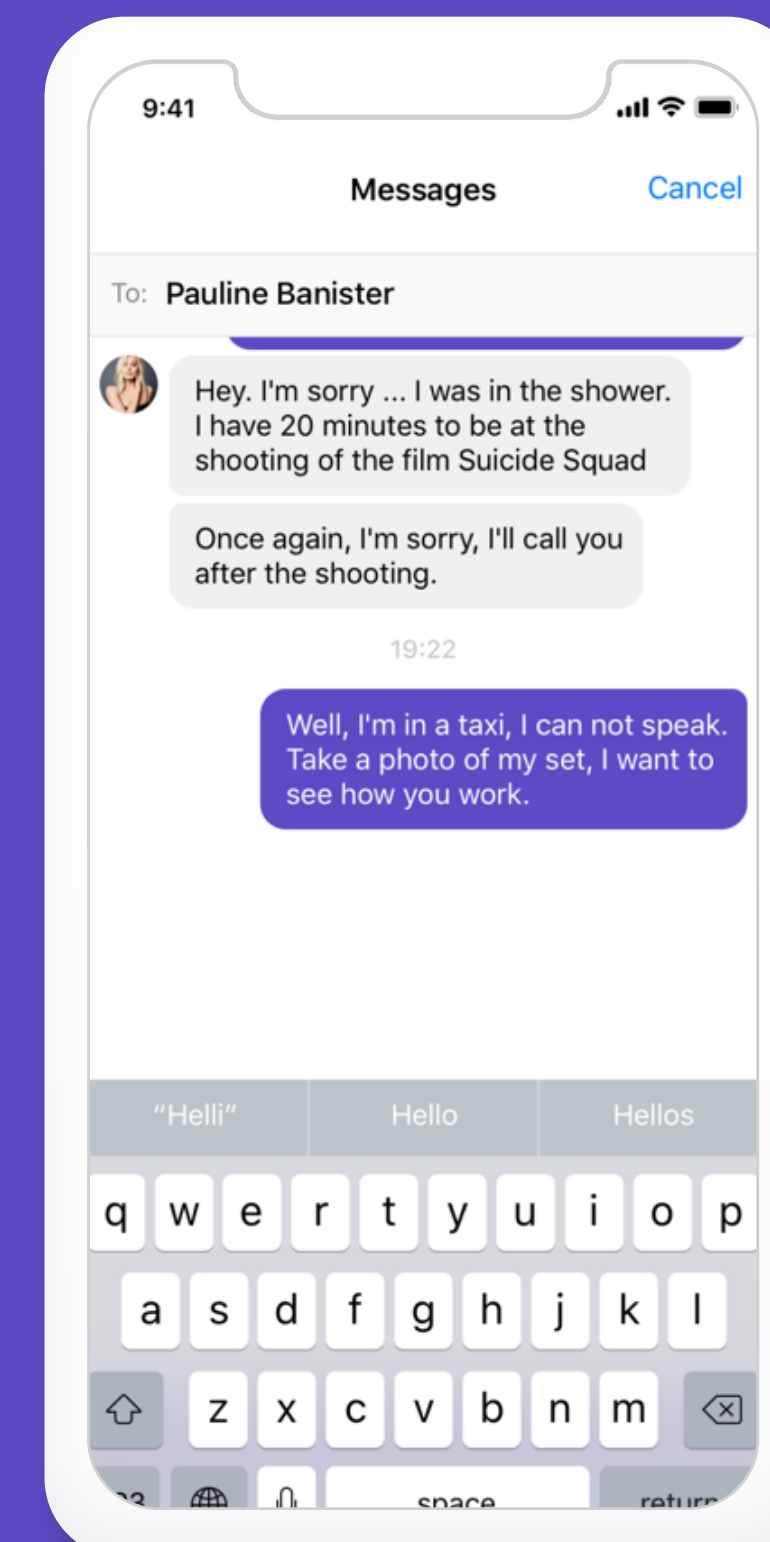 9:41
Messages
Cancel
To: Pauline Banister
Hey. I'm sorry ... I was in the shower.
I have 20 minutes to be at the
shooting of the film Suicide Squad
Once again, I'm sorry, I'll call you
after the shooting.
19:22
Well, I'm in a taxi, I can not speak.
Take a photo of my set, I want to
see how you work.
“Helli” Hello Hellos
q w e r t y u i o p
a s d f g h j k l
z x c v b n m
space return